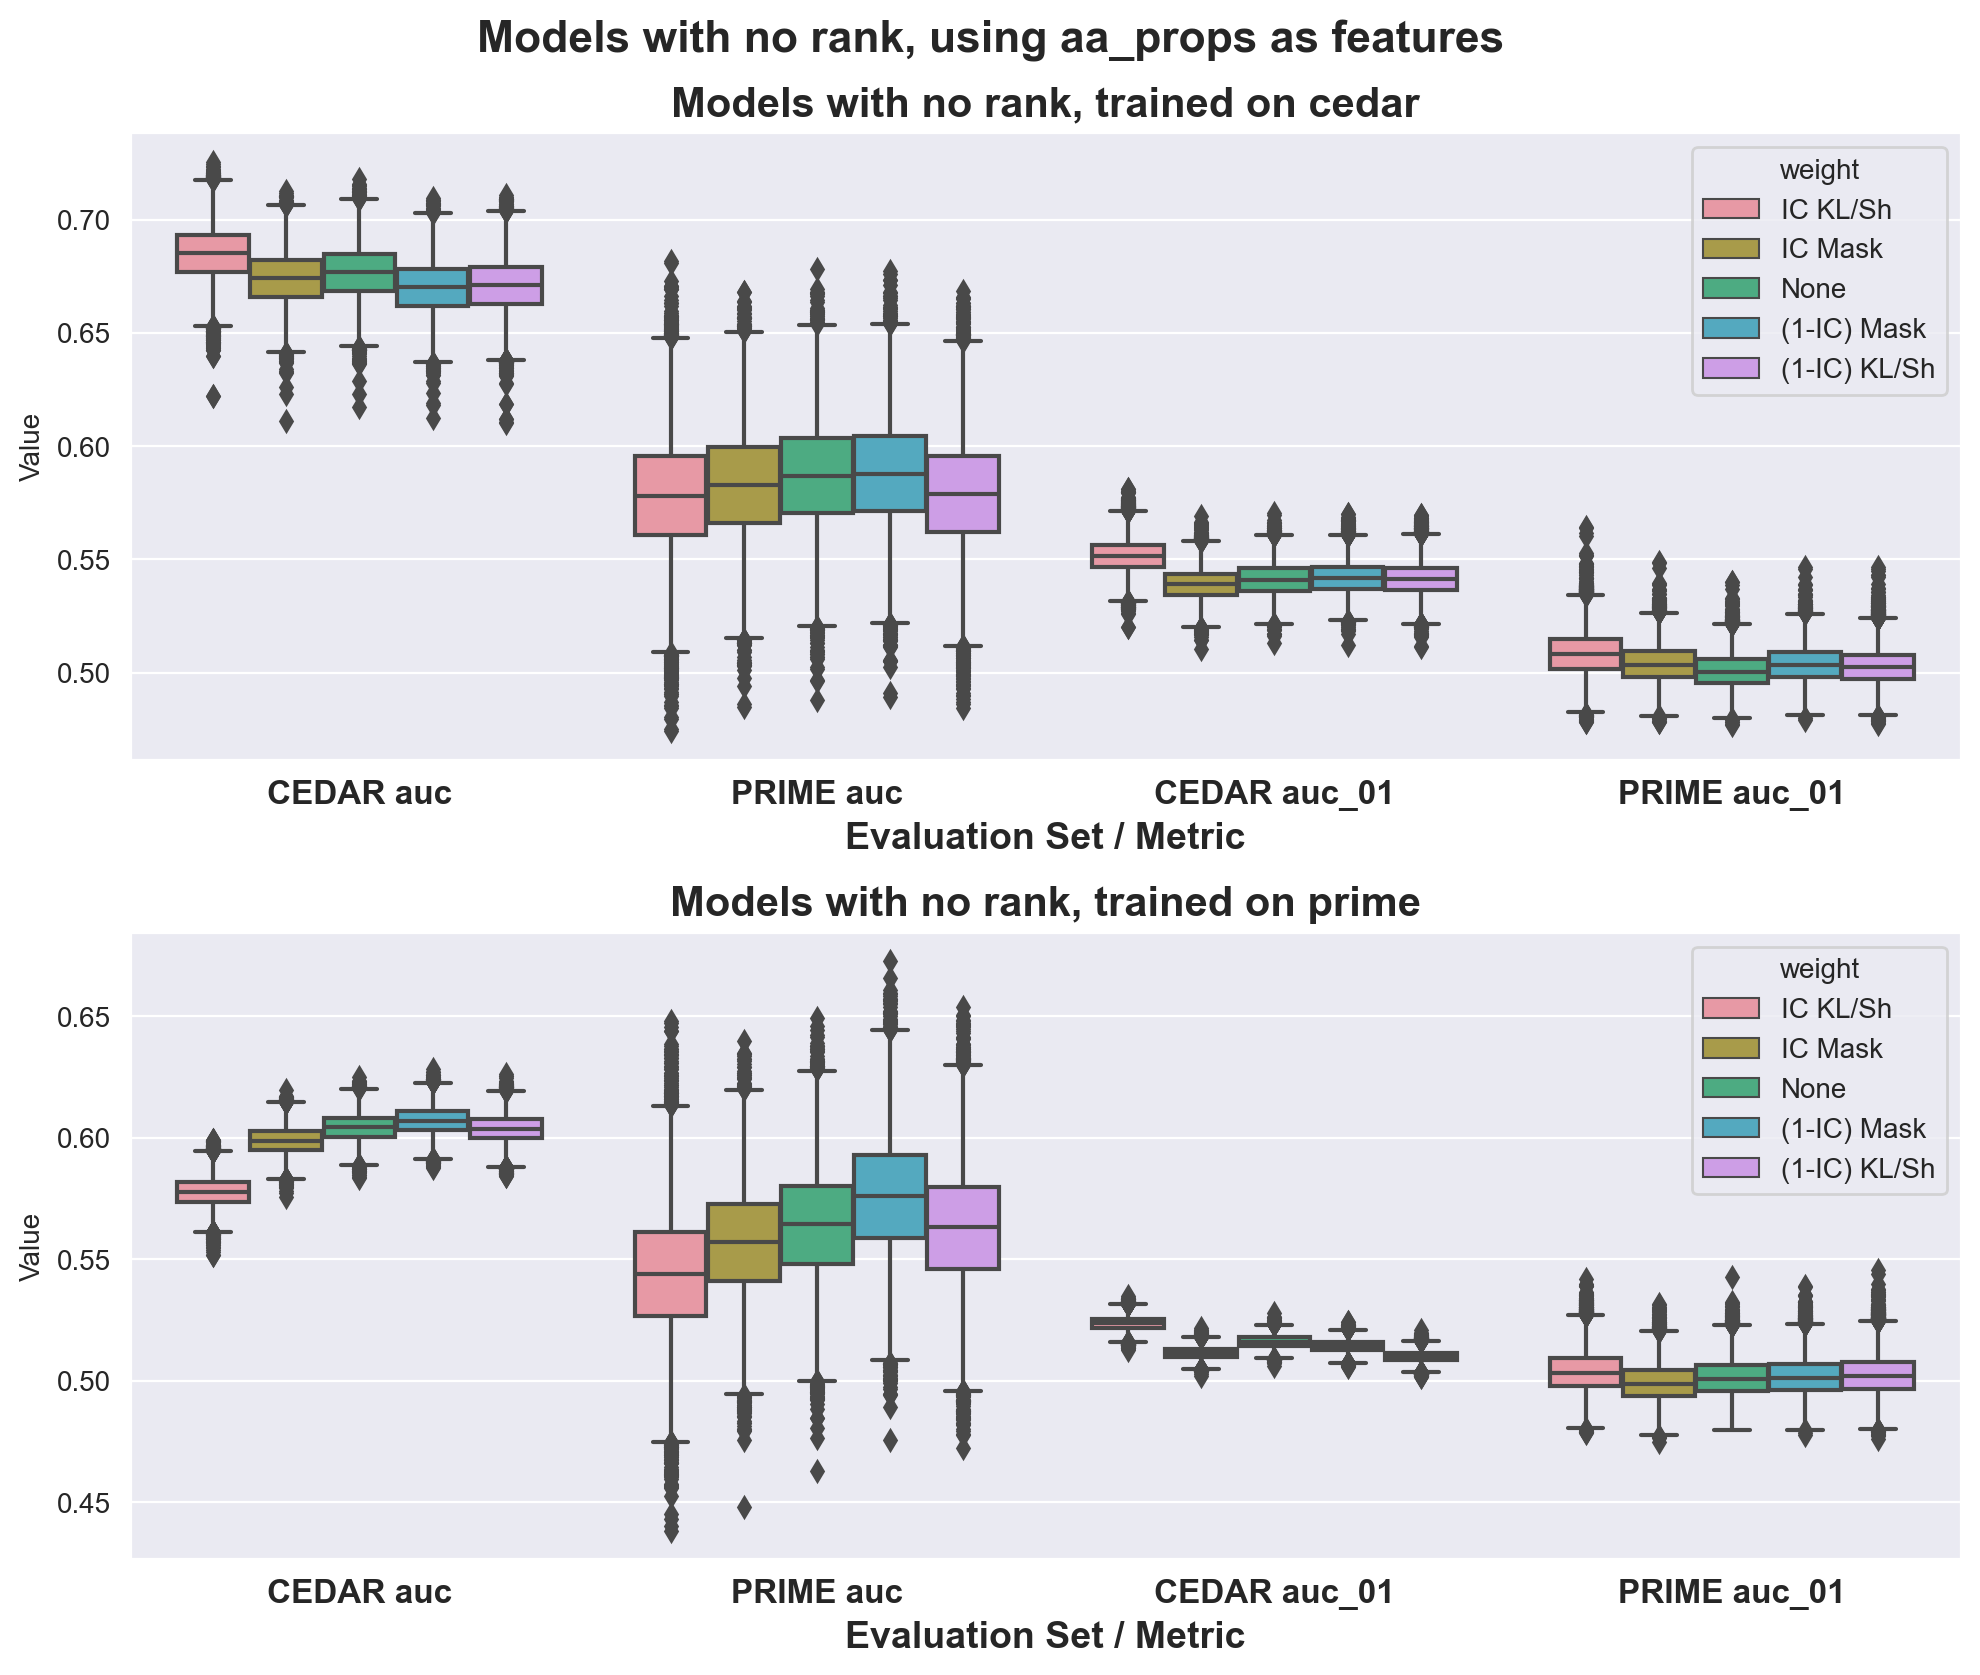 Models with no rank, using aa_props as features
Models with no rank, trained on cedar
weight
IC KL/Sh
IC Mask
None
(1-IC) Mask
(1-IC) KL/Sh
0.70
0.65
0.60
0.55
0.50
Value
CEDAR auc
PRIME auc
CEDAR auc_01
PRIME auc_01
Evaluation Set / Metric
Models with no rank, trained on prime
weight
IC KL/Sh
IC Mask
None
(1-IC) Mask
(1-IC) KL/Sh
0.65
0.60
0.55
0.50
0.45
Value
CEDAR auc
PRIME auc
CEDAR auc_01
PRIME auc_01
Evaluation Set / Metric